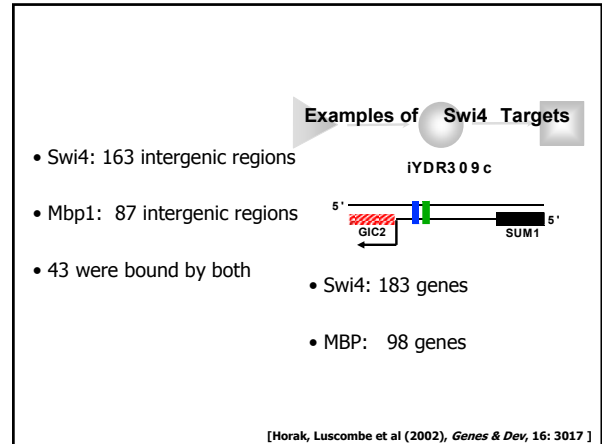 Examples of Swi4 Targets
• Swi4: 163 intergenic regions
• Mbp1: 87 intergenic regions
• 43 were bound by both
iYDR309c
5'
GIC2
SUM1
5'
• Swi4: 183 genes
• MBP: 98 genes
[Horak, Luscombe et al (2002), Genes & Dev, 16: 3017 ]